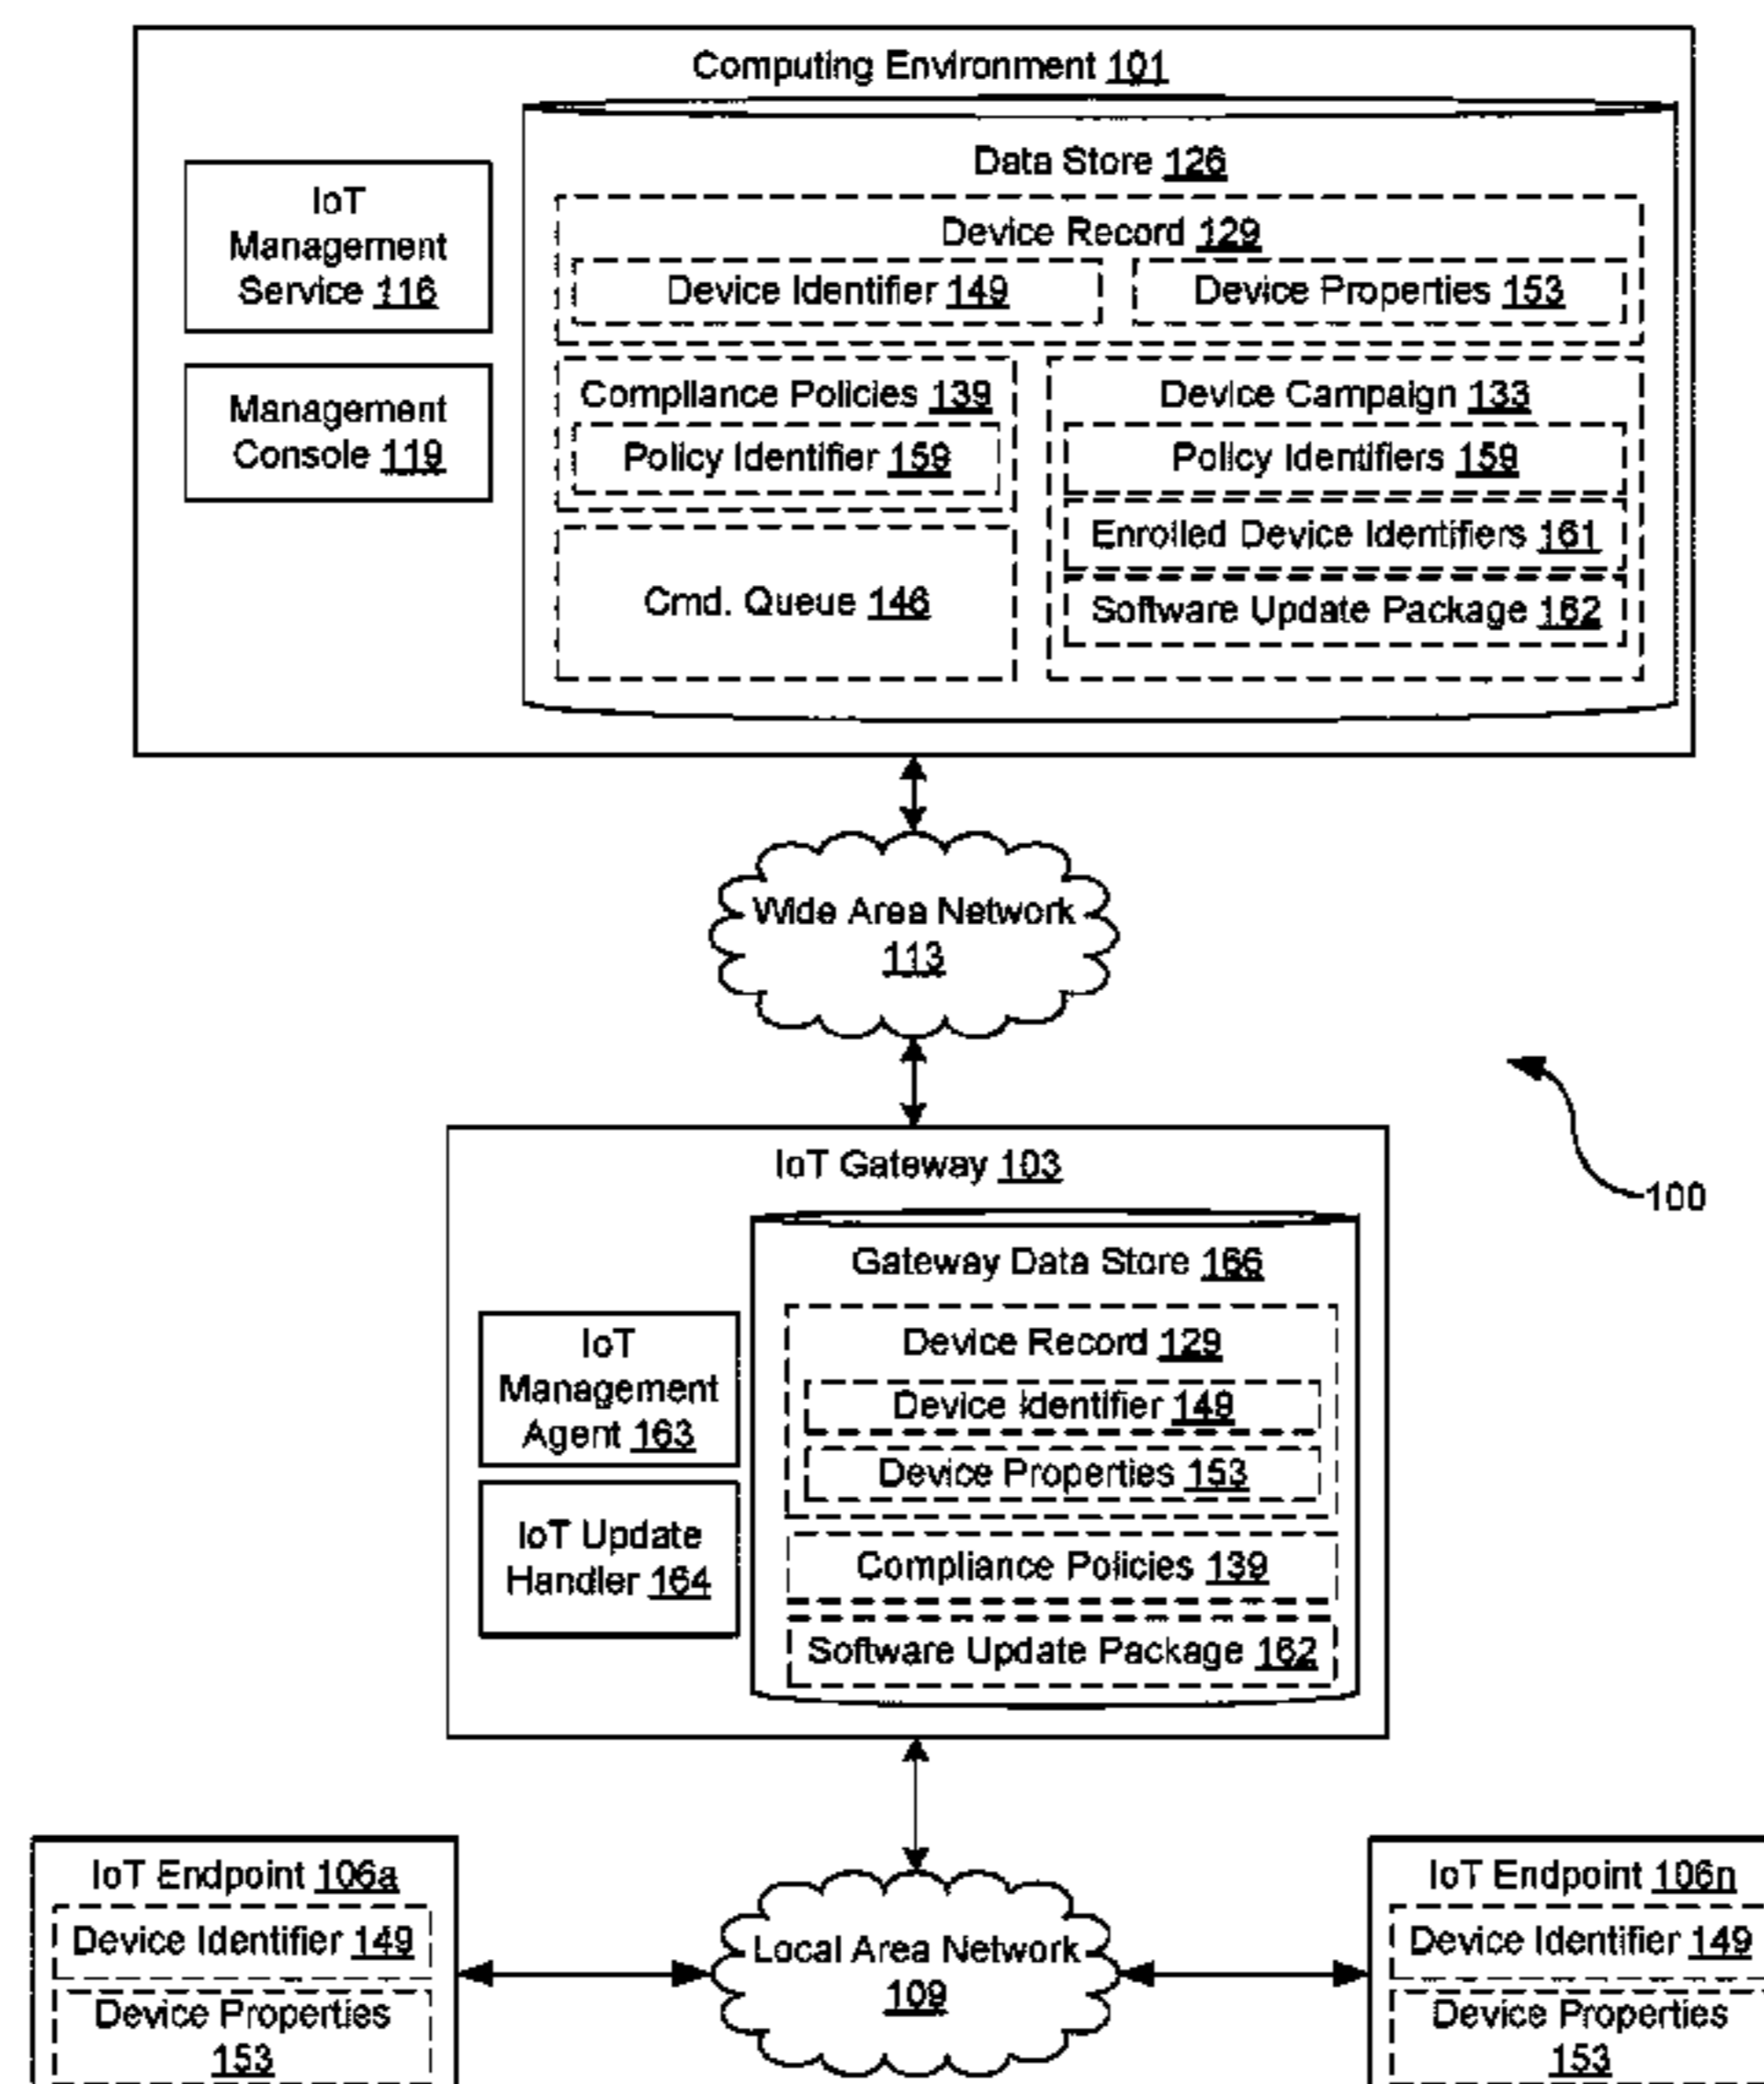 Computing Environment 101
Data Store 126
IoT
Management
Service 116
Management
Console 119
Device Record 129
Device Identifier 149
Device Properties 153
Compliance Policies 139
Policy Identifier 159
Cmd. Queue 146
Device Campaign 133
Policy Identifiers 159
Enrolled Device Identifiers 161
Software Update Package 162
Wide Area Network
113
100
IoT Gateway 103
IoT
Management
Agent 163
IoT Update
Handler 164
Gateway Data Store 166
Device Record 129
Device Identifier 149
Device Properties 153
Compliance Policies 139
Software Update Package 162
IoT Endpoint 106a
Device Identifier 149
Device Properties
153
Local Area Network
109
IoT Endpoint 106n
Device Identifier 149
Device Properties
153